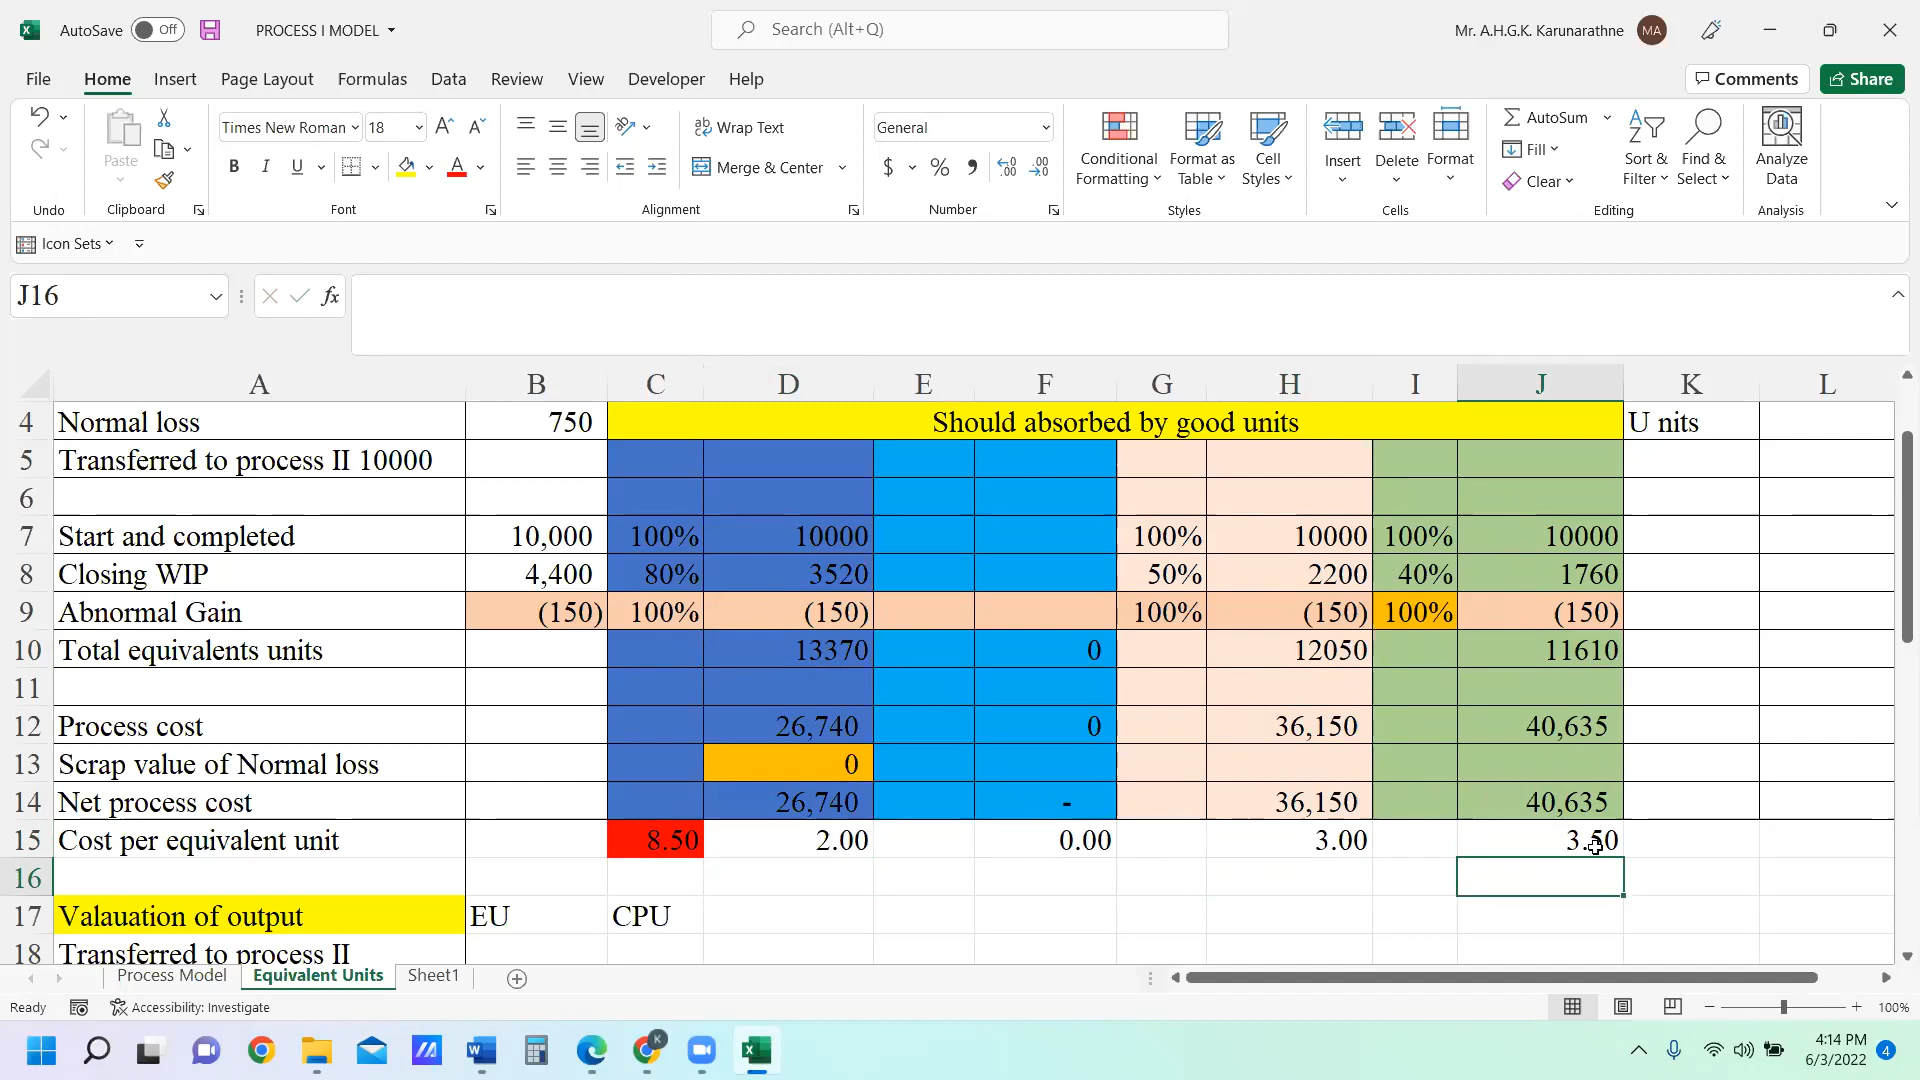 AutoSave Off PROCESS I MODEL Search (Alt+Q) Mr. A.H.G.K. Karunarathne MA
File Home Insert Page Layout Formulas Data Review View Developer Help Comments Share
Paste Times New Roman 18 Wrap Text General Conditional Formatting Format as Table Cell Styles Insert Delete Format AutoSum Sort & Filter Find & Select Analyze Data
B I U Merge & Center $ % Fill
Clear
Undo Clipboard Font Alignment Number Styles Cells Editing Analysis
Icon Sets
J16 fx
A B C D E F G H I J K L
4 Normal loss 750 Should absorbed by good units U nits
5 Transferred to process II 10000
6
7 Start and completed 10,000 100% 10000 100% 10000 100% 10000
8 Closing WIP 4,400 80% 3520 50% 2200 40% 1760
9 Abnormal Gain (150) 100% (150) 100% (150) 100% (150)
10 Total equivalents units 13370 0 12050 11610
11
12 Process cost 26,740 0 36,150 40,635
13 Scrap value of Normal loss 0
14 Net process cost 26,740 - 36,150 40,635
15 Cost per equivalent unit 8.50 2.00 0.00 3.00 3.50
16
17 Valauation of output EU CPU
18 Transferred to process II
Process Model Equivalent Units Sheet1
Ready Accessibility: Investigate 100%
4:14 PM
6/3/2022 4